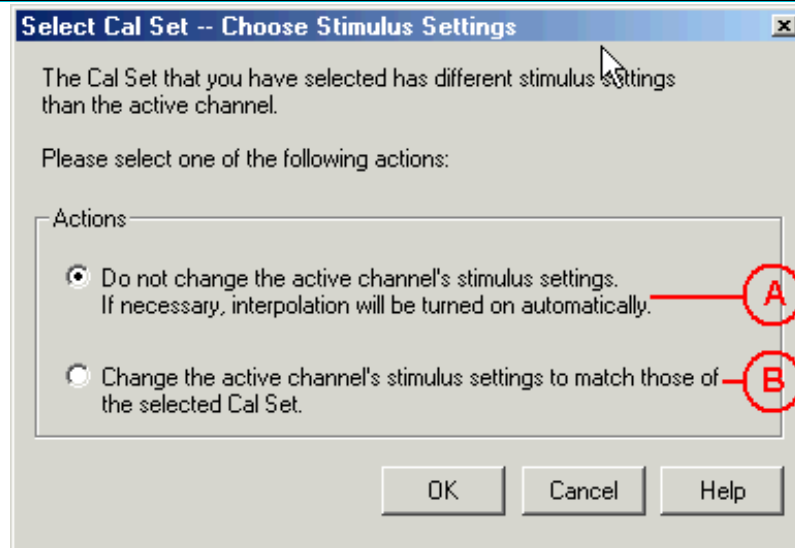 Select Cal Set -- Choose Stimulus Settings
The Cal Set that you have selected has different stimulus settings
than the active channel.
Please select one of the following actions:
Actions
Do not change the active channel's stimulus settings.
If necessary, interpolation will be turned on automatically.
A
Change the active channel's stimulus settings to match those of
the selected Cal Set.
B
OK Cancel Help